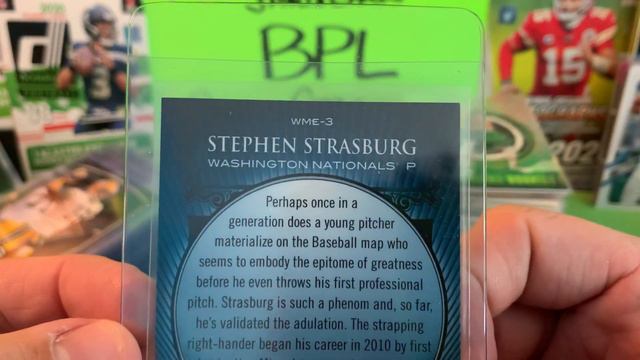 BPL
WME-3
STEPHEN STRASBURG
WASHINGTON NATIONALS® P
Perhaps once in a
generation does a young pitcher
materialize on the Baseball map who
seems to embody the epitome of greatness
before he even throws his first professional
pitch. Strasburg is such a phenom and, so far,
he's validated the adulation. The strapping
right-hander began his career in 2010 by first
15
3